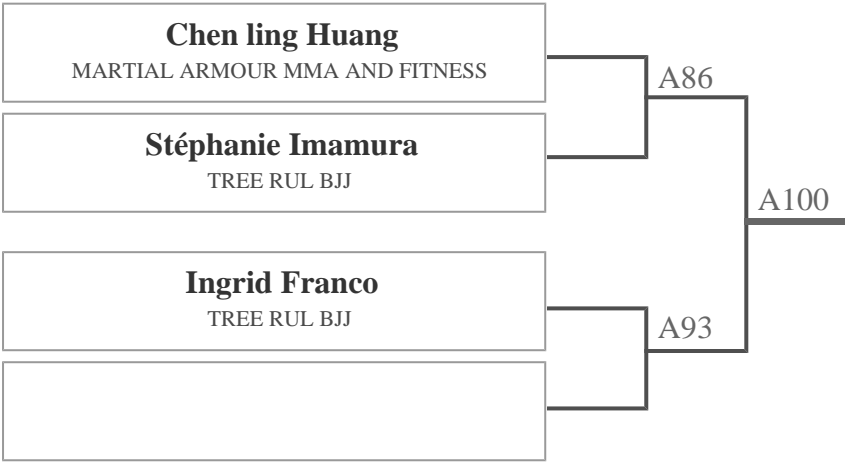 Chen ling Huang
MARTIAL ARMOUR MMA AND FITNESS
A86
Stéphanie Imamura
TREE RUL BJJ
A100
Ingrid Franco
TREE RUL BJJ
A93